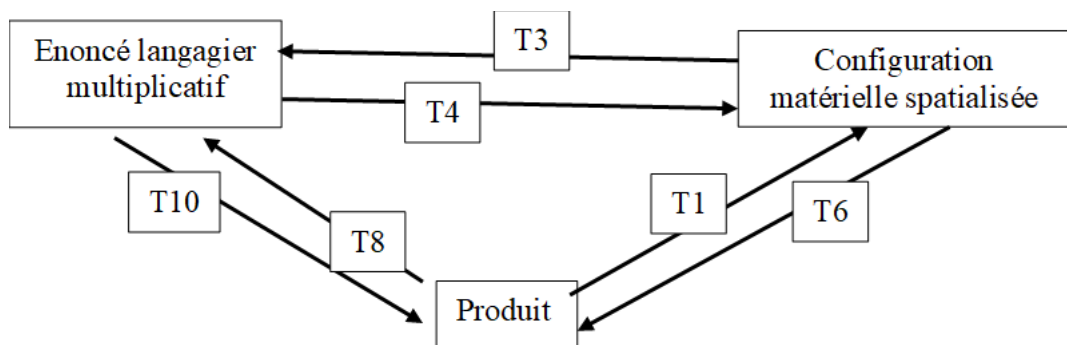 T3
Enoncé langagier
multiplicatif
Configuration
matérielle spatialisée
T4
T10
T1
T6
T8
Produit